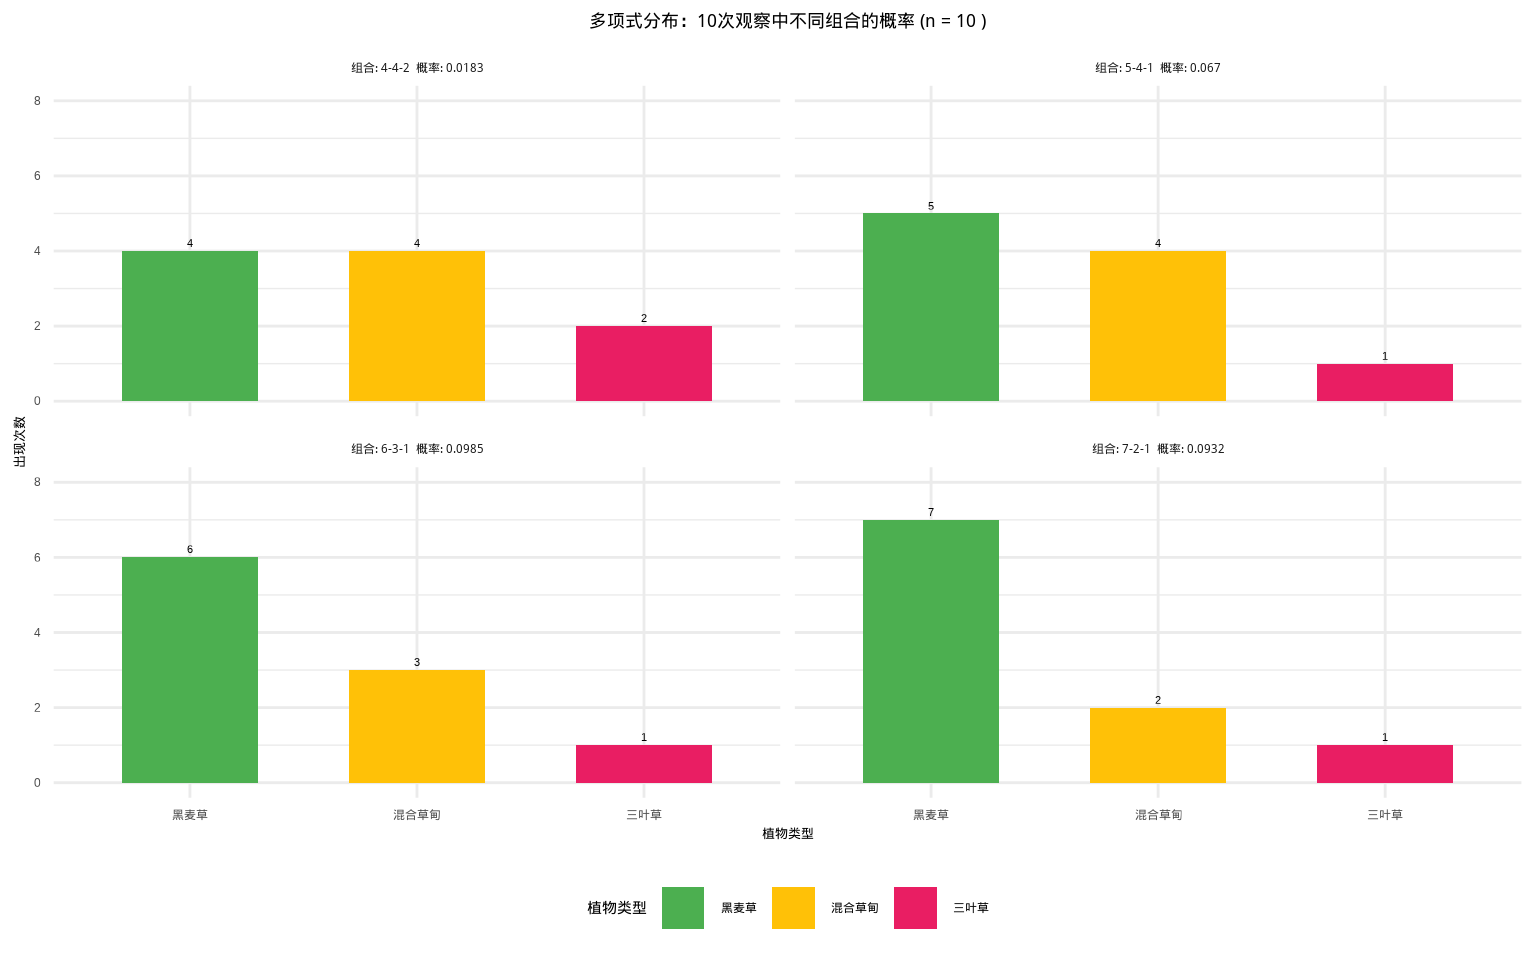 多项式分布：10次观察中不同组合的概率 (n = 10 )
组合: 4-4-2  概率: 0.0183
组合: 5-4-1  概率: 0.067
8
6
4
2
0
4
4
2
5
4
1
出现次数
组合: 6-3-1  概率: 0.0985
组合: 7-2-1  概率: 0.0932
8
6
4
2
0
6
3
1
7
2
1
黑麦草
混合草甸
三叶草
黑麦草
混合草甸
三叶草
植物类型
植物类型
黑麦草
混合草甸
三叶草